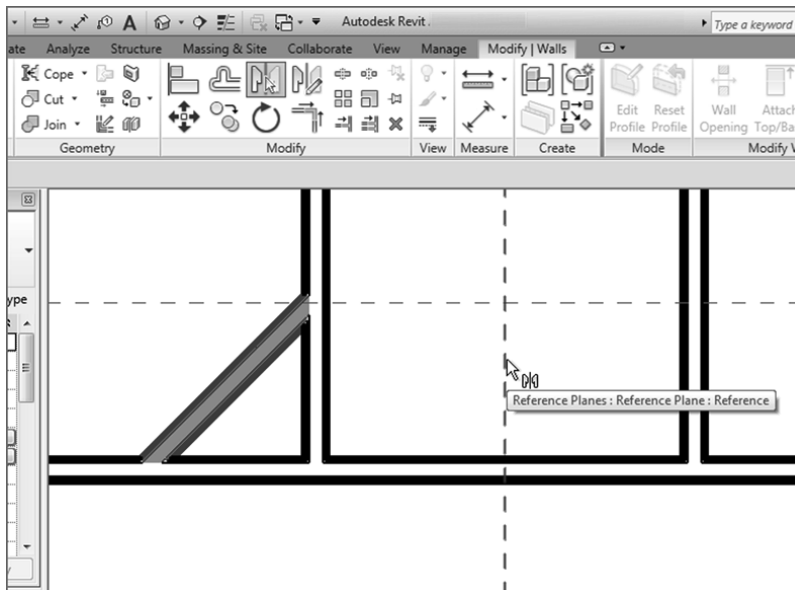 A Autodesk Revit . Type a keyword
ate Analyze Structure Massing & Site Collaborate View Manage Modify | Walls
Cope
Cut
Join
Edit Profile Reset Profile Wall Opening Attach Top/Ba
Geometry Modify View Measure Create Mode Modify W
ype
Reference Planes : Reference Plane : Reference